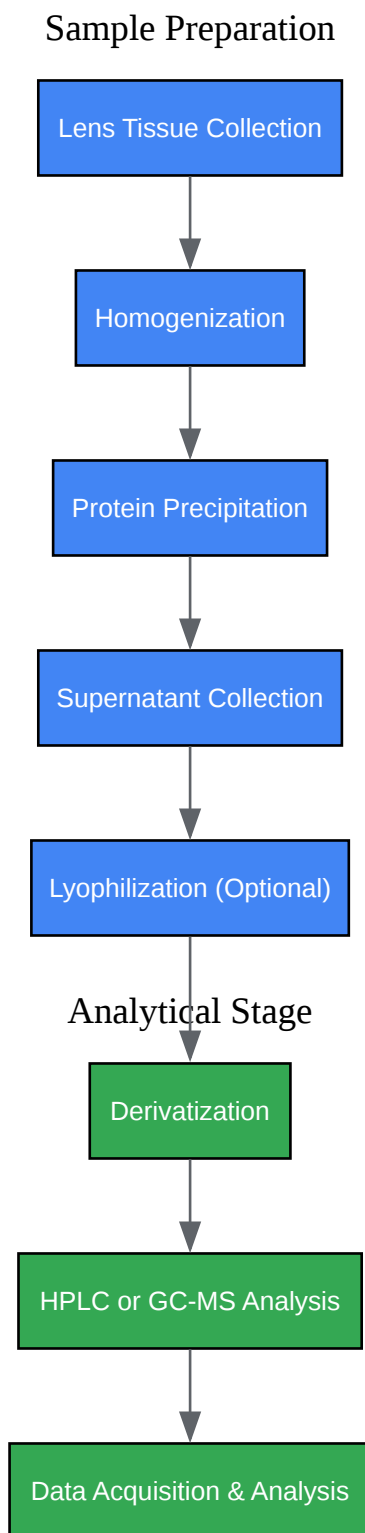 Sample Preparation
Lens Tissue Collection
Homogenization
Protein Precipitation
Supernatant Collection
Lyophilization (Optional)
Analytical Stage
Derivatization
HPLC or GC-MS Analysis
Data Acquisition & Analysis